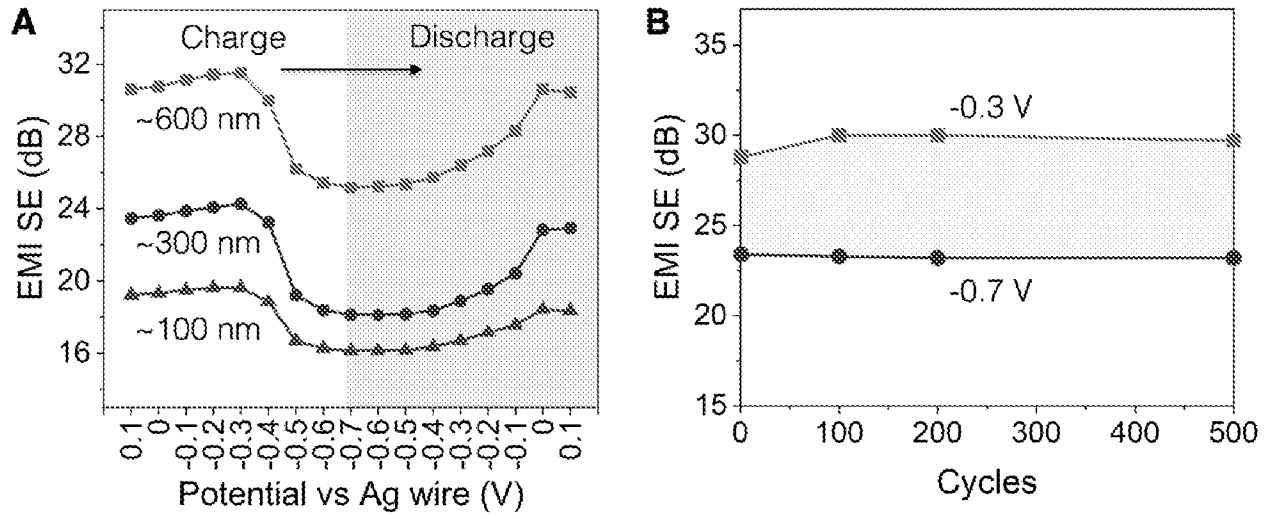 A
Charge
Discharge
EMI SE (dB)
32
28
24
20
16
~600 nm
~300 nm
~100 nm
0.1
0
-0.1
-0.2
-0.3
-0.4
-0.5
-0.6
-0.7
-0.6
-0.5
-0.4
-0.3
-0.2
-0.1
0
0.1
Potential vs Ag wire (V)
B
EMI SE (dB)
35
30
25
20
15
-0.3 V
-0.7 V
0
100
200
300
400
500
Cycles